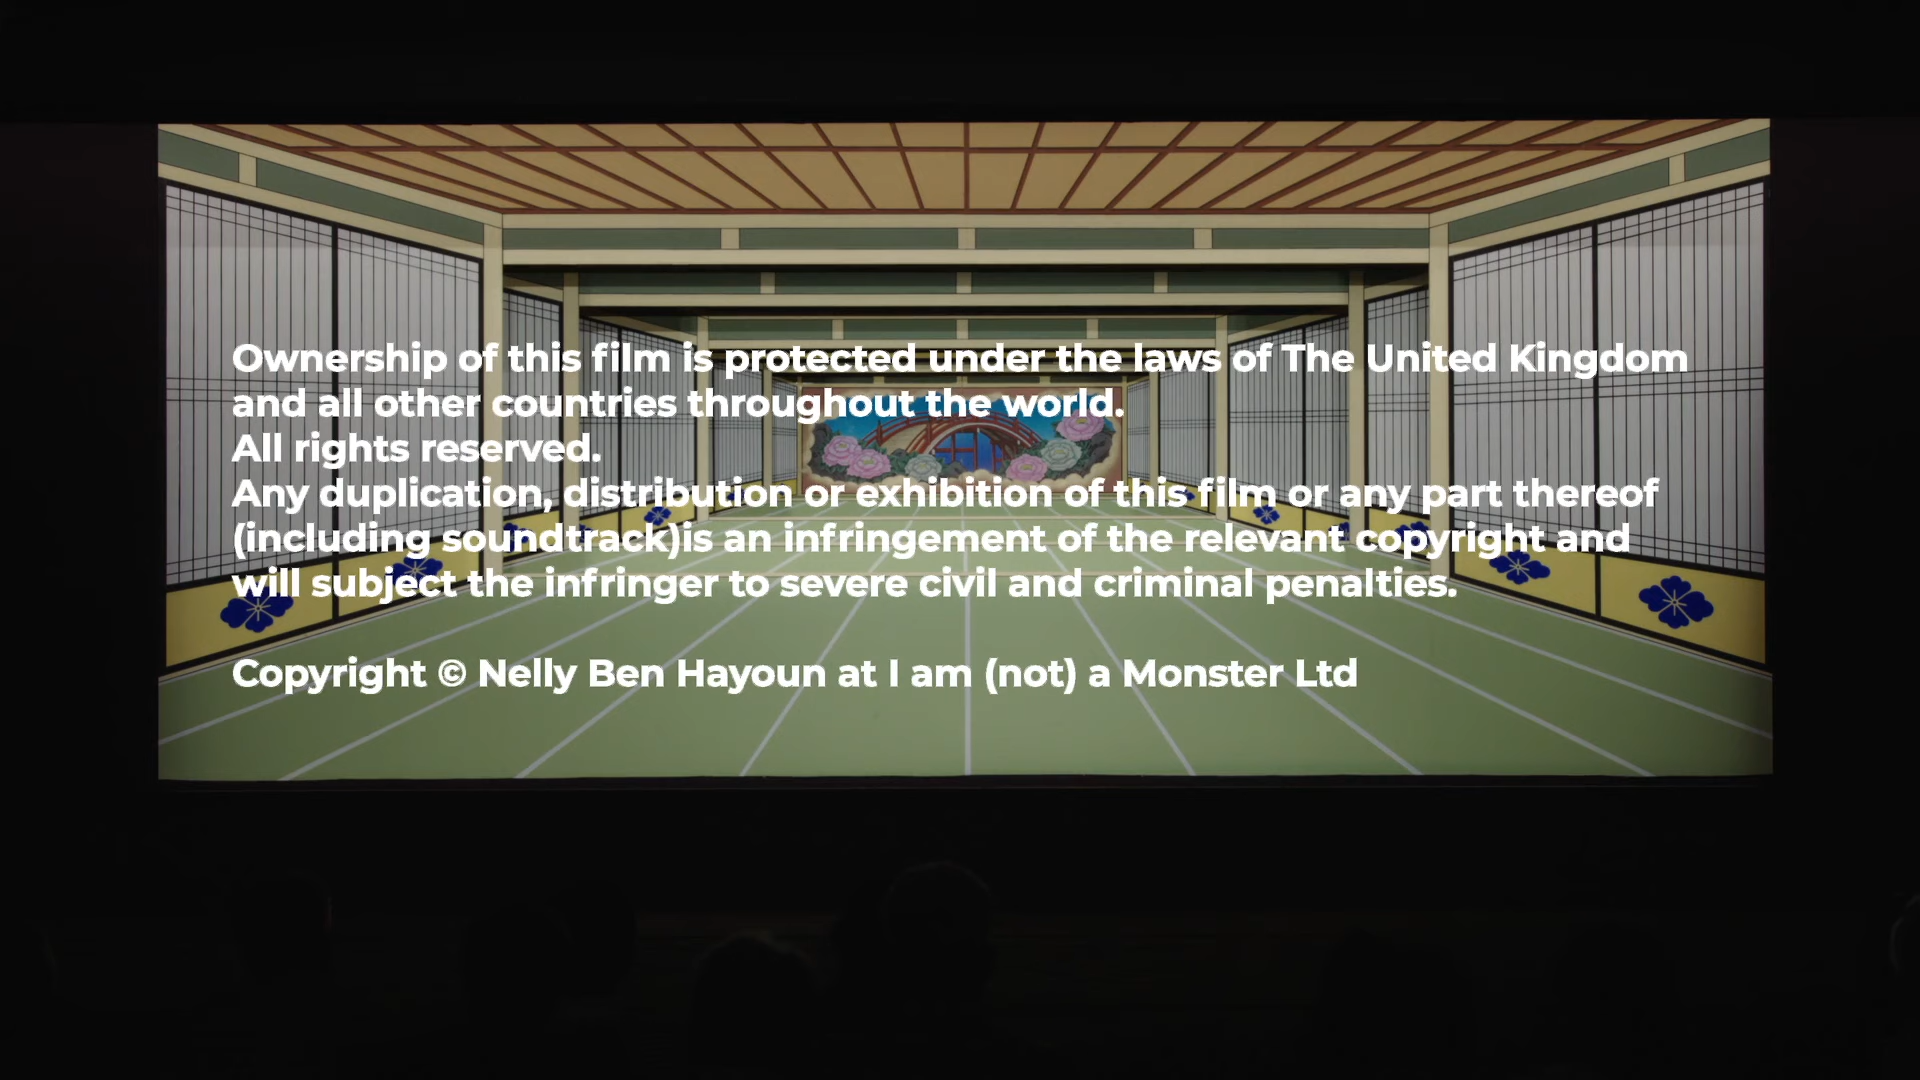 Ownership of this film is protected under the laws of The United Kingdom
and all other countries throughout the world.
All rights reserved.
Any duplication, distribution or exhibition of this film or any part thereof
(including soundtrack)is an infringement of the relevant copyright and
will subject the infringer to severe civil and criminal penalties.
Copyright © Nelly Ben Hayoun at I am (not) a Monster Ltd